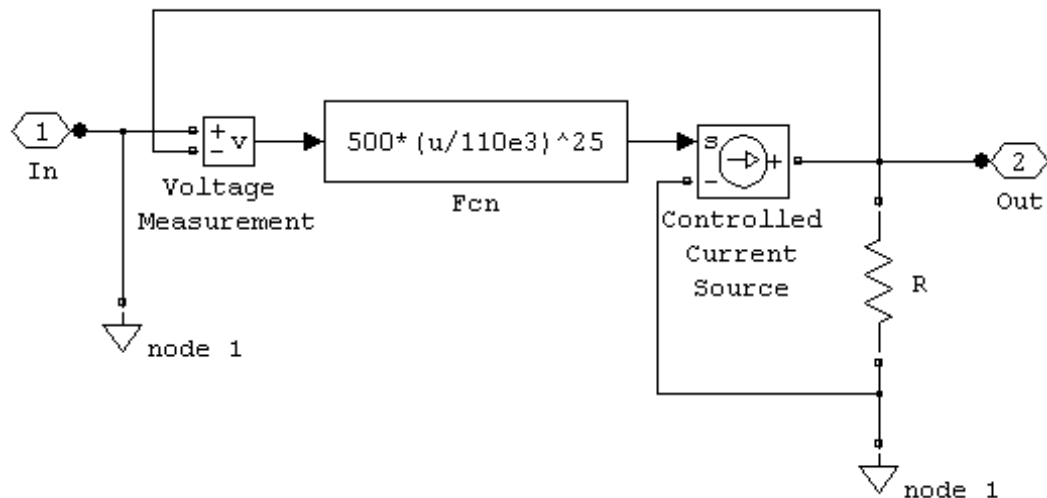 1
In
+
-
v
Voltage
Measurement
500*(u/110e3)^25
Fcn
s
+
-
Controlled
Current
Source
2
Out
R
node 1
node 1